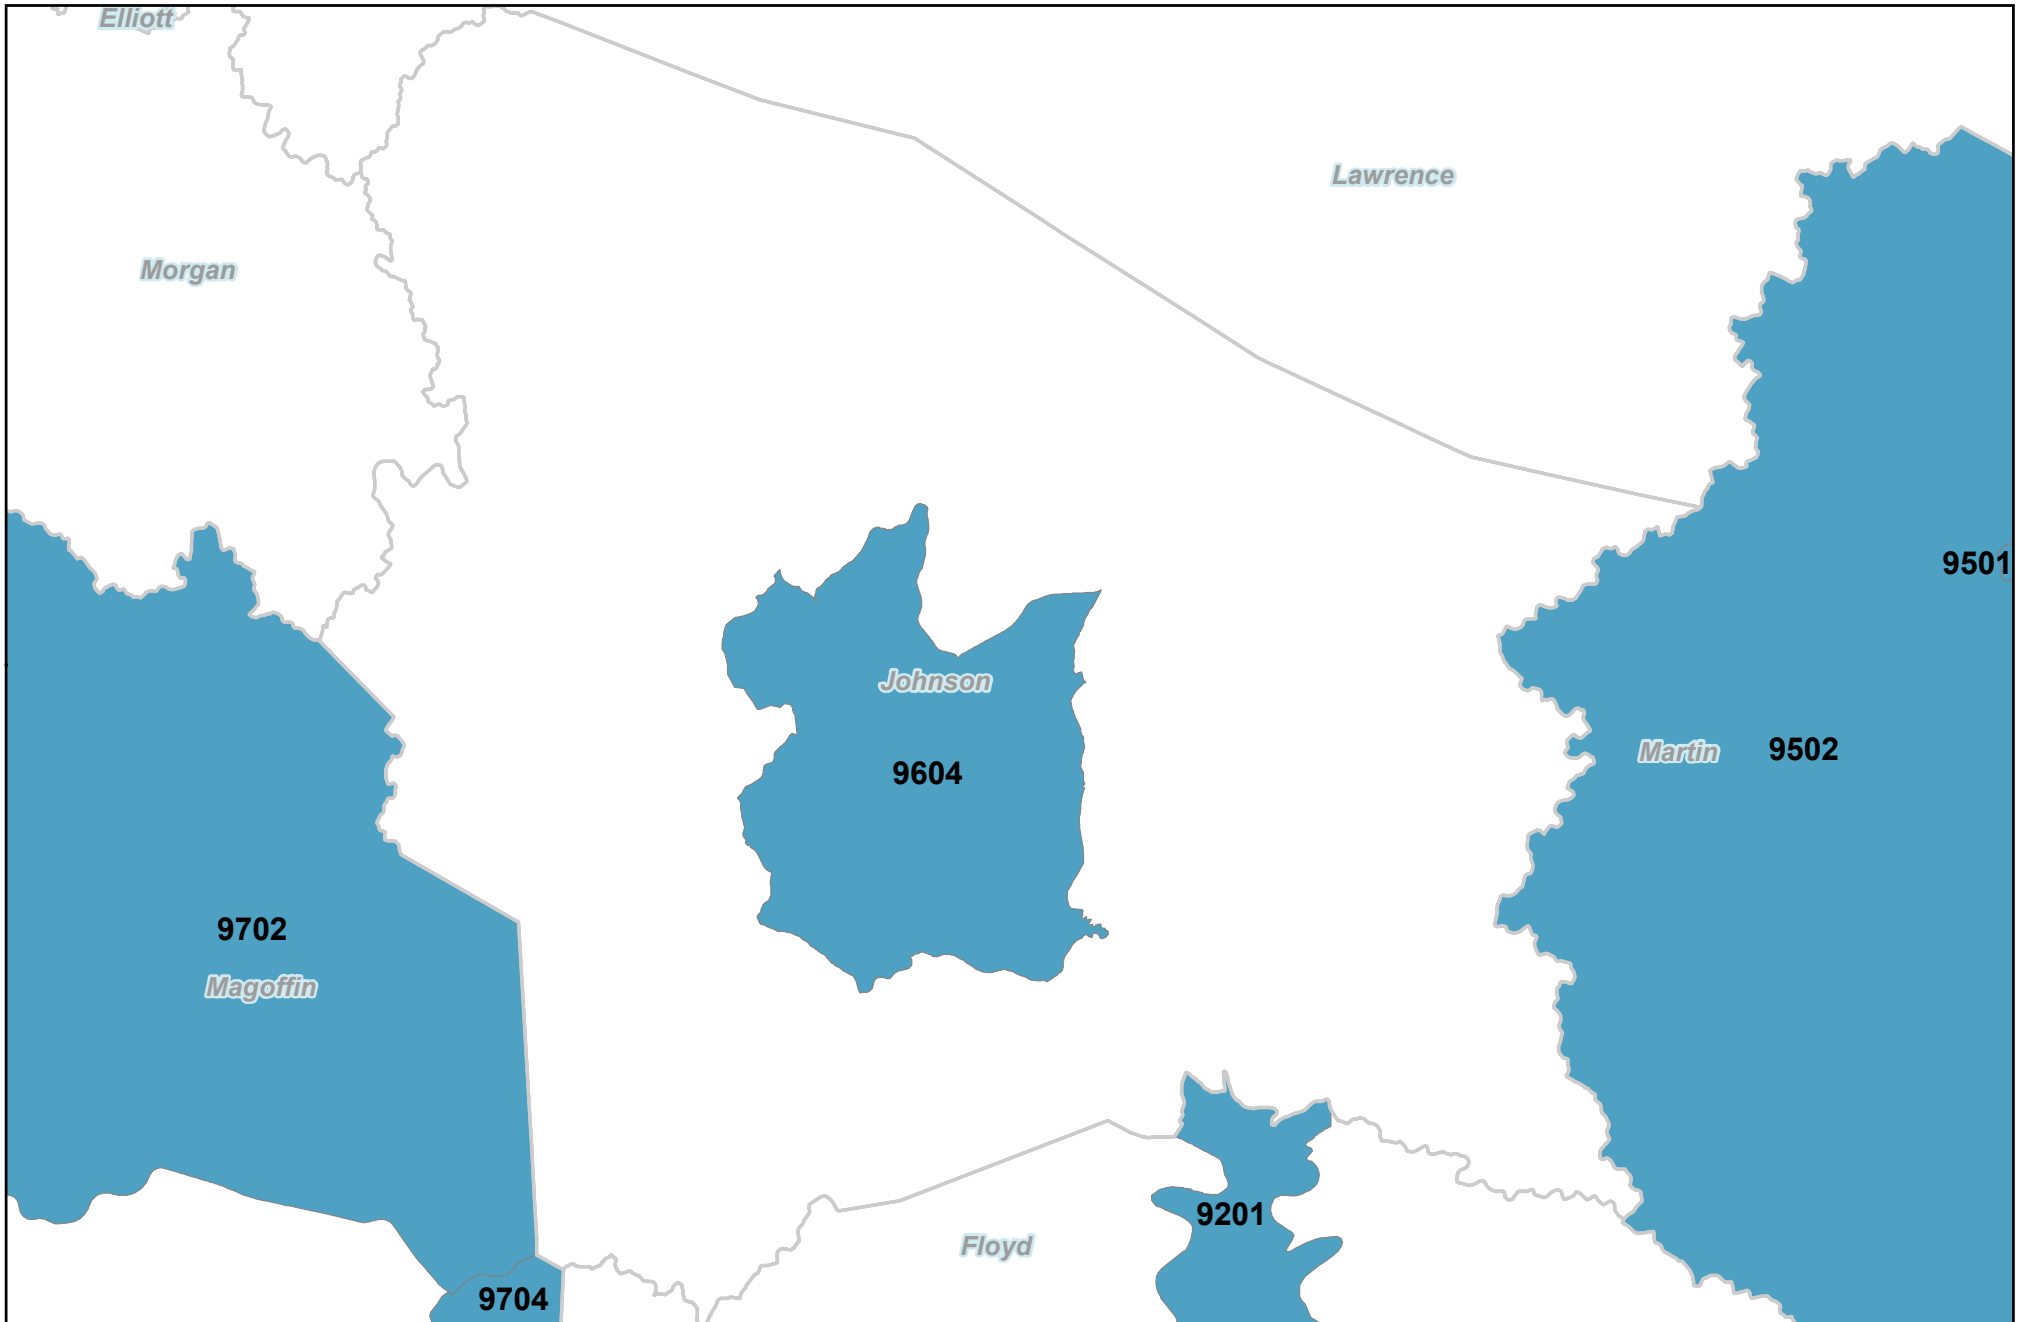 Elliott
Lawrence
Morgan
9501
Johnson
Martin 9502
9604
9702
Magoffin
9201
Floyd
9704